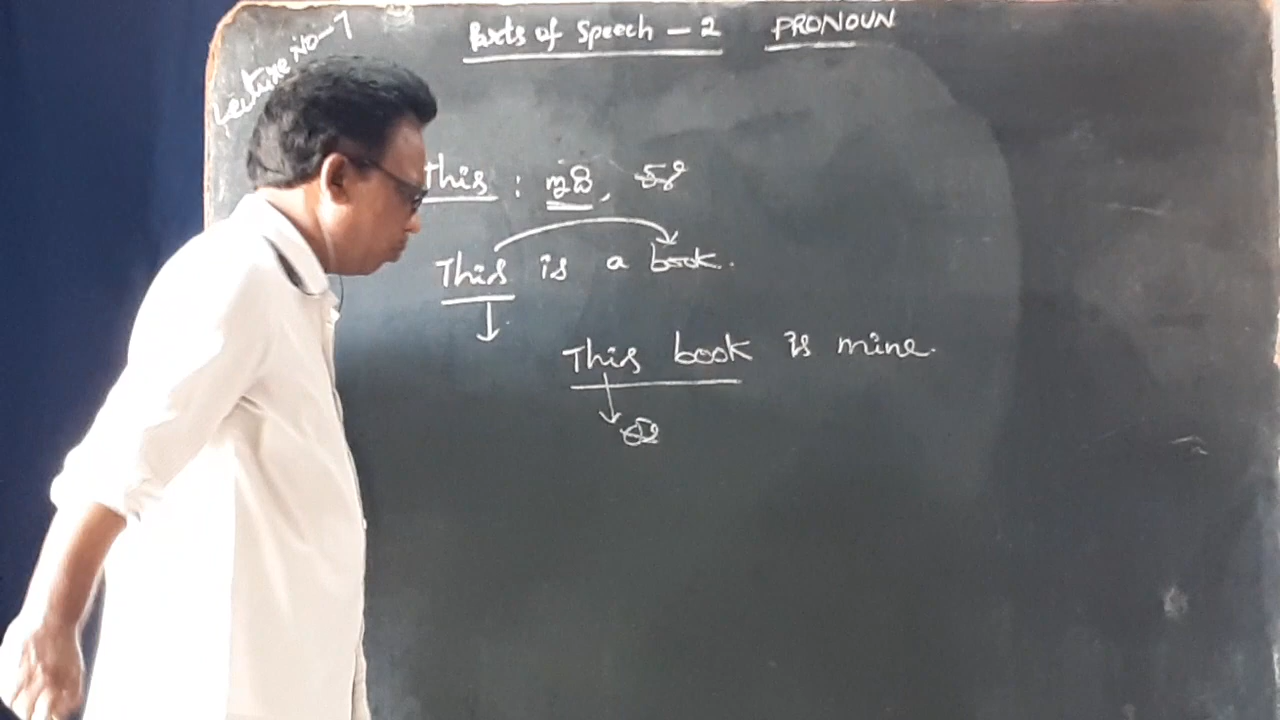 Lecture No-7
Parts of Speech - 2 PRONOUN
This : ఇది, ఈ
This is a book.
This book is mine.
ఈ